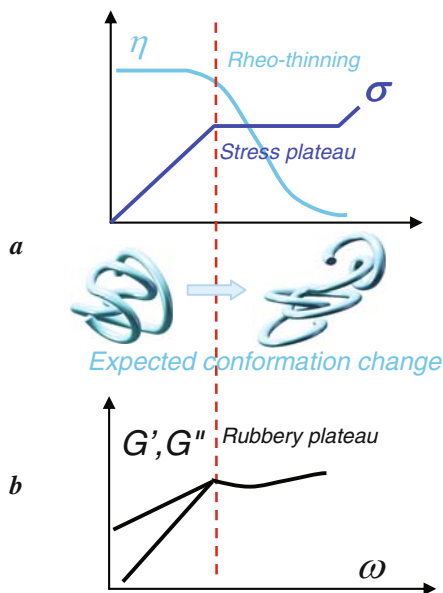 η
Rheo-thinning
σ
Stress plateau
a
Expected conformation change
G',G" Rubbery plateau
b
ω